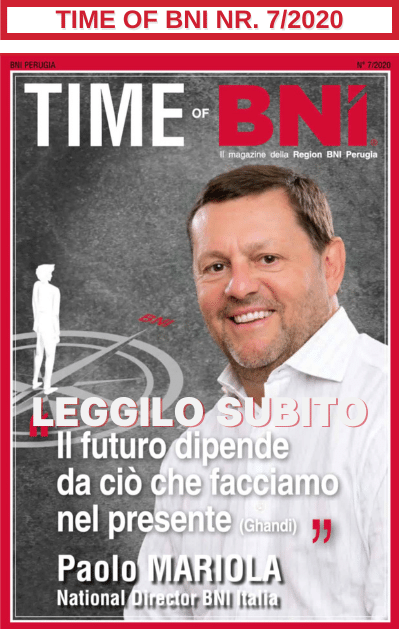 TIME OF BNI NR. 7/2020
BNI PERUGIA N° 7/2020
TIME OF BNI
Il magazine della Region BNI Perugia
BNI
LEGGILO SUBITO
"Il futuro dipende
da ciò che facciamo
nel presente (Ghandi)"
Paolo MARIOLA
National Director BNI Italia